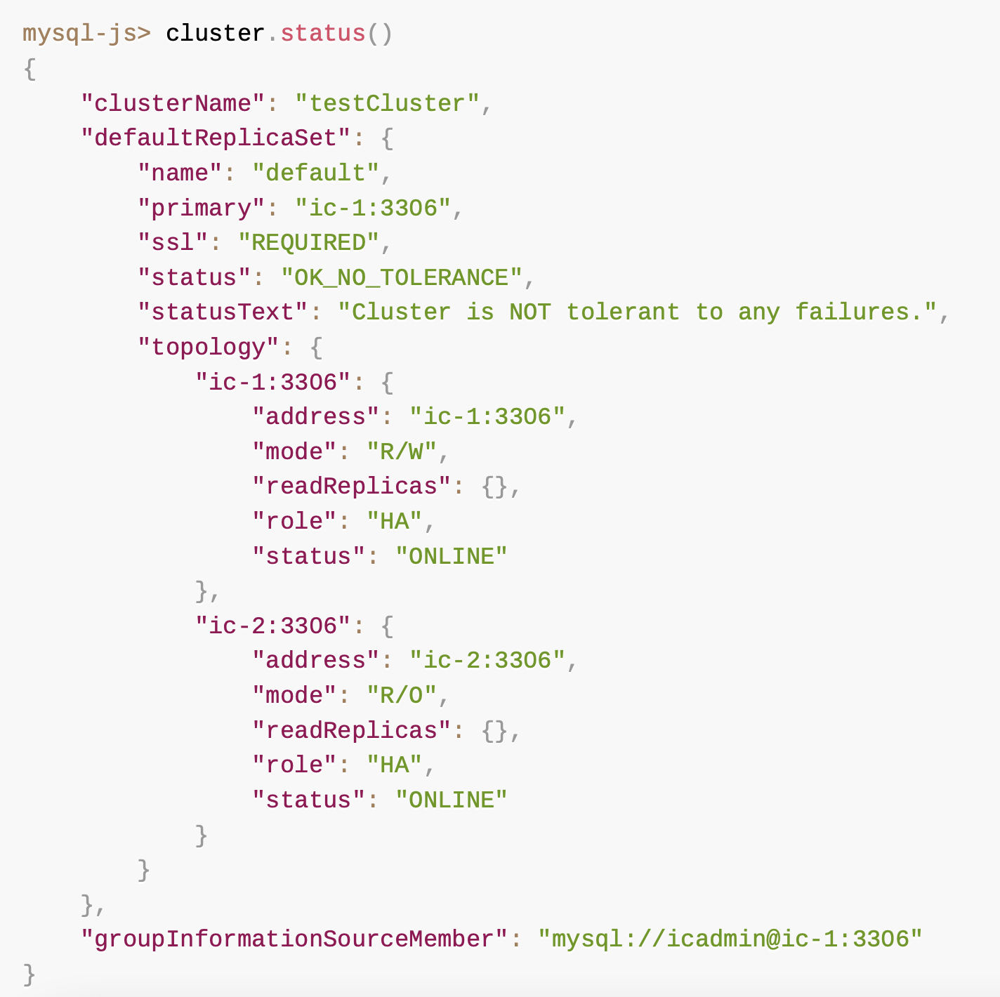 mysql-js> cluster.status()
{
    "clusterName": "testCluster",
    "defaultReplicaSet": {
        "name": "default",
        "primary": "ic-1:3306",
        "ssl": "REQUIRED",
        "status": "OK_NO_TOLERANCE",
        "statusText": "Cluster is NOT tolerant to any failures.",
        "topology": {
            "ic-1:3306": {
                "address": "ic-1:3306",
                "mode": "R/W",
                "readReplicas": {},
                "role": "HA",
                "status": "ONLINE"
            },
            "ic-2:3306": {
                "address": "ic-2:3306",
                "mode": "R/O",
                "readReplicas": {},
                "role": "HA",
                "status": "ONLINE"
            }
        }
    },
    "groupInformationSourceMember": "mysql://icadmin@ic-1:3306"
}